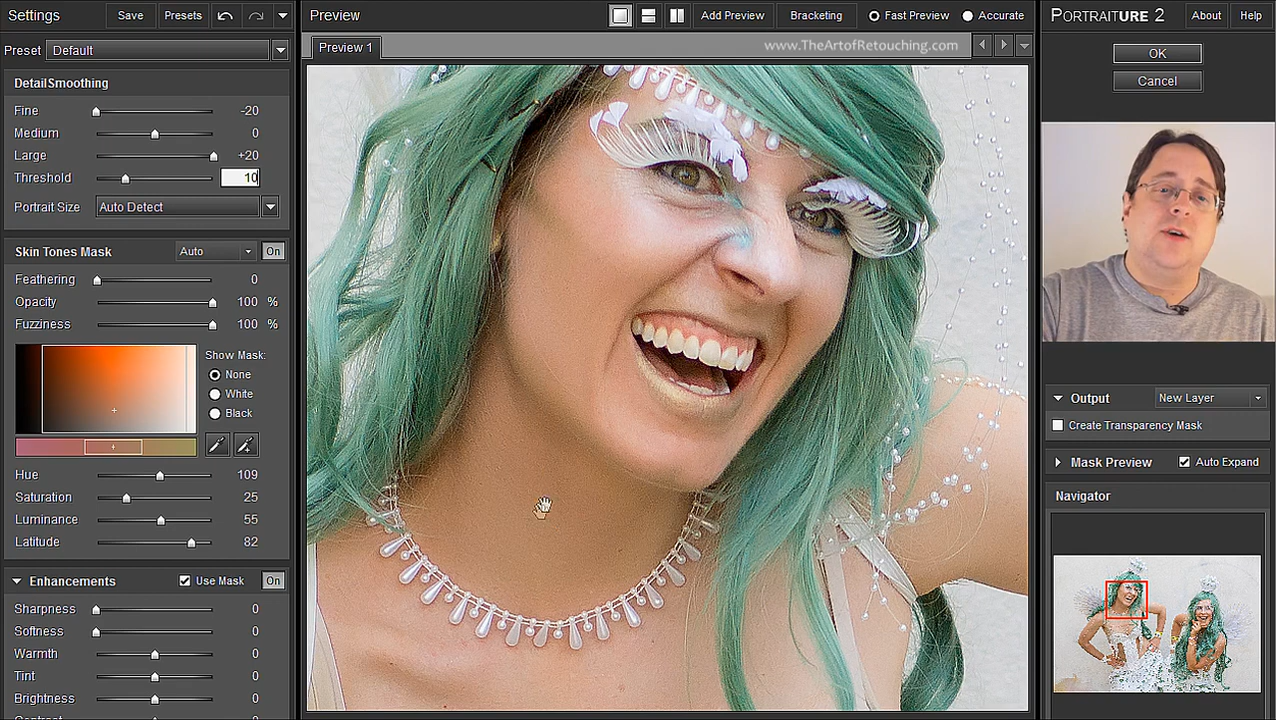 Settings
Save
Presets
Preset Default
DetailSmoothing
Fine -20
Medium 0
Large +20
Threshold 10
Portrait Size Auto Detect
Skin Tones Mask Auto On
Feathering 0
Opacity 100 %
Fuzziness 100 %
Show Mask:
None
White
Black
Hue 109
Saturation 25
Luminance 55
Latitude 82
Enhancements Use Mask On
Sharpness 0
Softness 0
Warmth 0
Tint 0
Brightness 0
Preview
Add Preview
Bracketing
Fast Preview
Accurate
Preview 1
www.TheArtofRetouching.com
PORTRAITURE 2
About
Help
OK
Cancel
Output New Layer
Create Transparency Mask
Mask Preview Auto Expand
Navigator